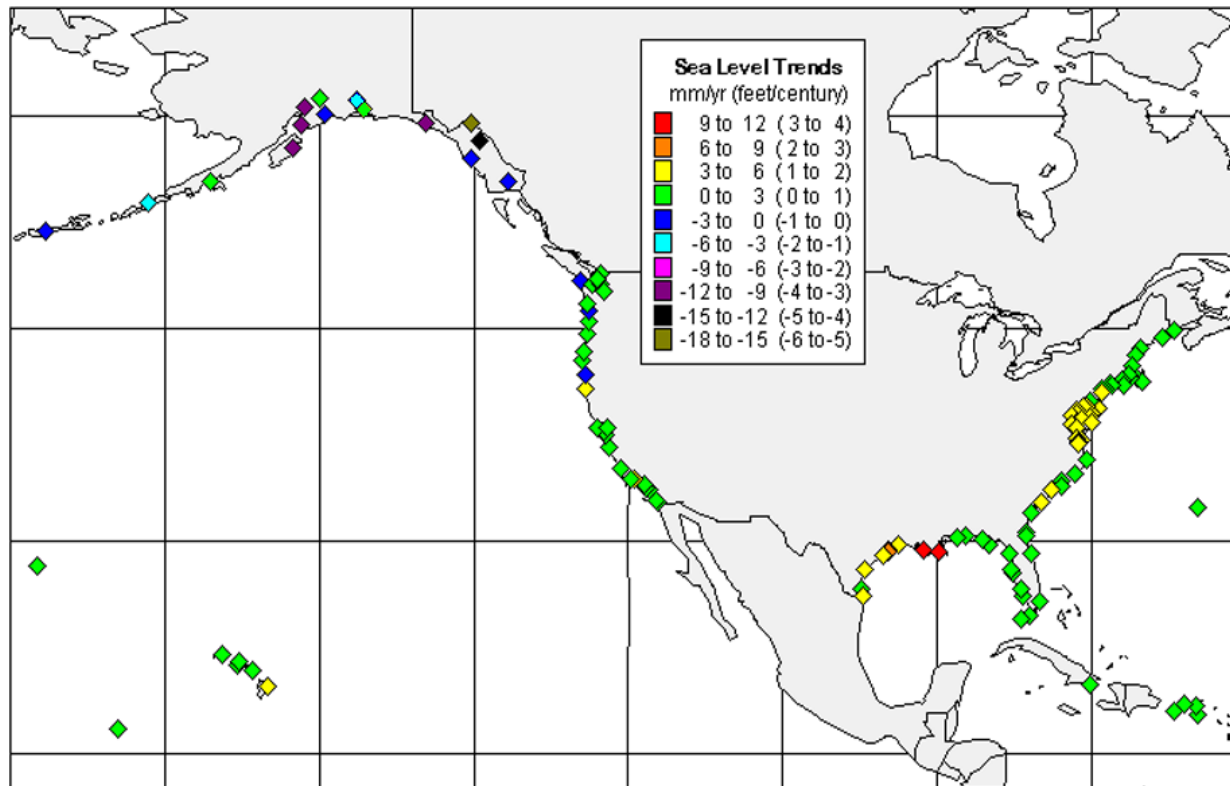 Sea Level Trends
mm/yr (feet/century)
9 to 12 (3 to 4)
6 to 9 (2 to 3)
3 to 6 (1 to 2)
0 to 3 (0 to 1)
-3 to 0 (-1 to 0)
-6 to -3 (-2 to -1)
-9 to -6 (-3 to -2)
-12 to -9 (-4 to -3)
-15 to -12 (-5 to -4)
-18 to -15 (-6 to -5)